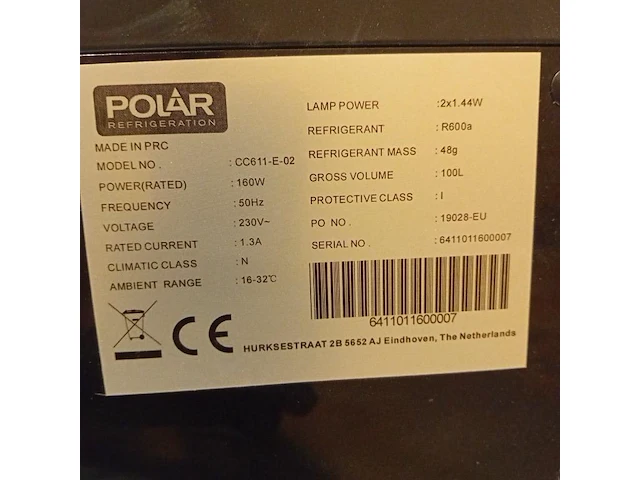 POLAR
REFRIGERATION
MADE IN PRC
MODEL NO. : CC611-E-02
POWER(RATED) : 160W
FREQUENCY : 50Hz
VOLTAGE : 230V~
RATED CURRENT : 1.3A
CLIMATIC CLASS : N
AMBIENT RANGE : 16-32℃
LAMP POWER :2x1.44W
REFRIGERANT : R600a
REFRIGERANT MASS : 48g
GROSS VOLUME : 100L
PROTECTIVE CLASS : I
PO NO. : 19028-EU
SERIAL NO. : 6411011600007
6411011600007
CE
HURKSESTRAAT 2B 5652 AJ Eindhoven, The Netherlands